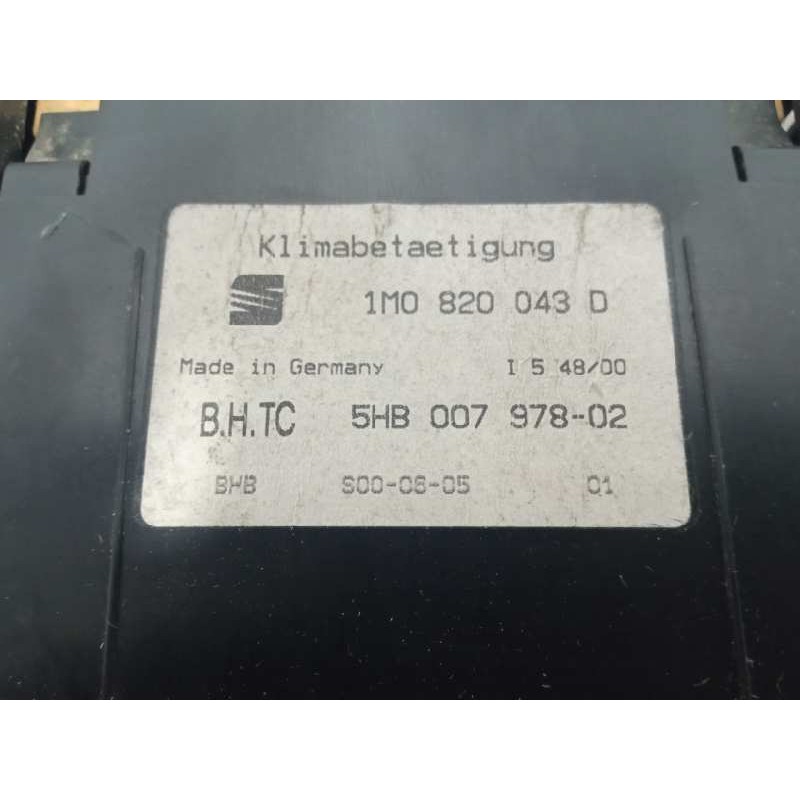 Klimabetaetigung
1M0 820 043 D
Made in Germany I 5 48/00
B.H.TC 5HB 007 978-02
BHB S00-06-05 01